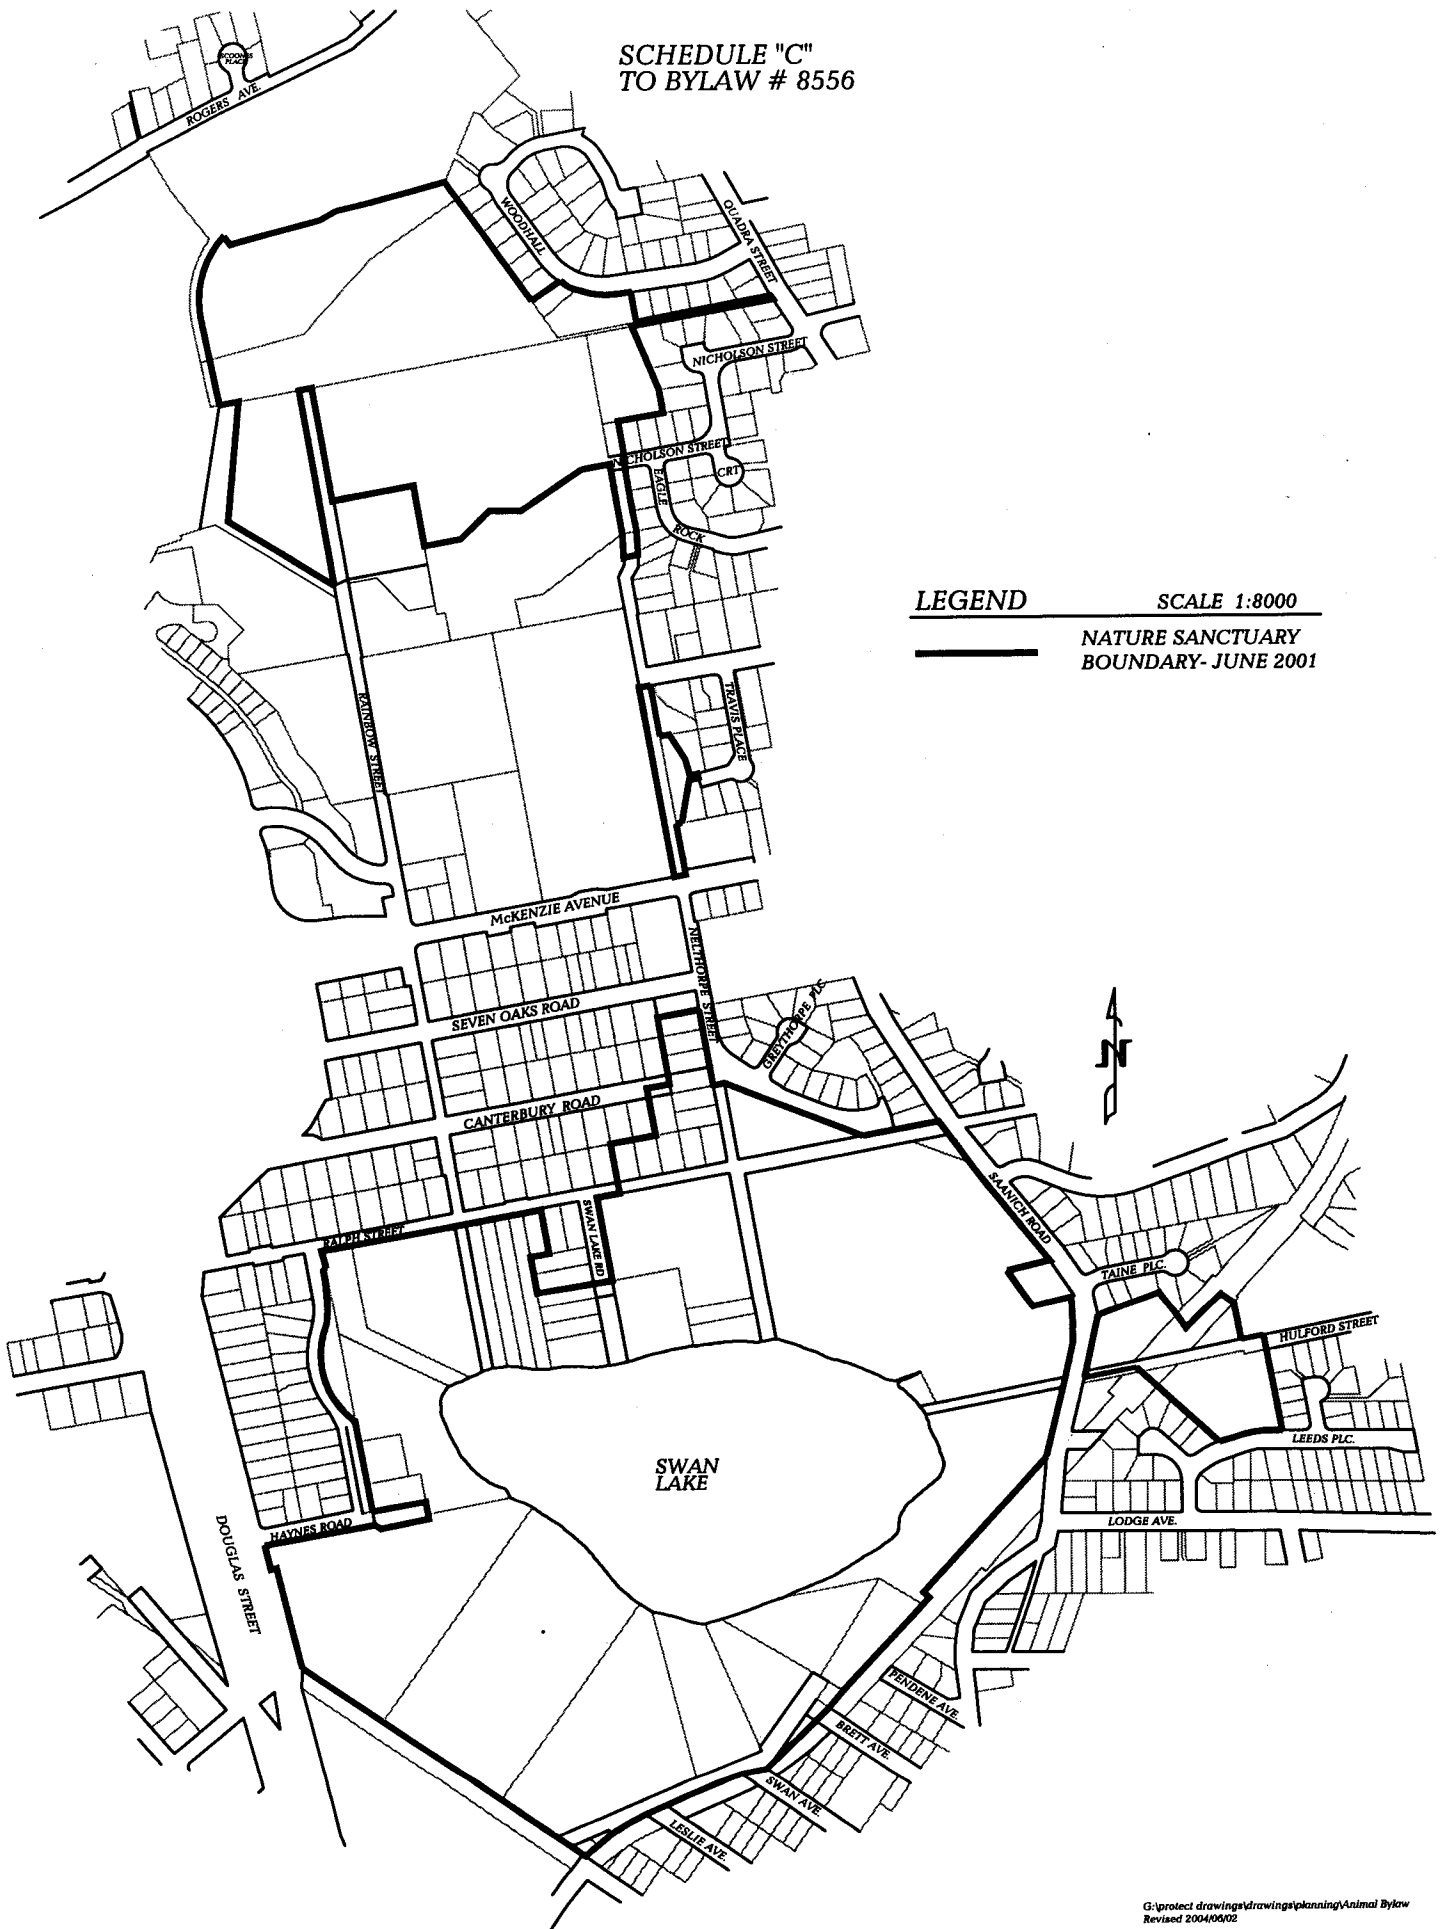 SCHEDULE "C"
TO BYLAW # 8556
SCOONES
PLACE
ROGERS AVE.
WOODHALL
QUADRA STREET
NICHOLSON STREET
NICHOLSON STREET
CRT
EAGLE
ROCK
LEGEND
SCALE 1:8000
NATURE SANCTUARY
BOUNDARY- JUNE 2001
RAINBOW STREET
TRAVIS PLACE
McKENZIE AVENUE
NELTHORPE STREET
SEVEN OAKS ROAD
GREYTHORPE PLC
N
CANTERBURY ROAD
SAANICH ROAD
RALPH STREET
SWAN LAKE RD
TAINE PLC.
HULFORD STREET
LEEDS PLC.
SWAN
LAKE
HAYNES ROAD
LODGE AVE.
DOUGLAS STREET
PENDENE AVE.
BRETT AVE.
SWAN AVE.
LESLIE AVE.
G:\protect drawings\drawings\planning\Animal Bylaw
Revised 2004/06/02